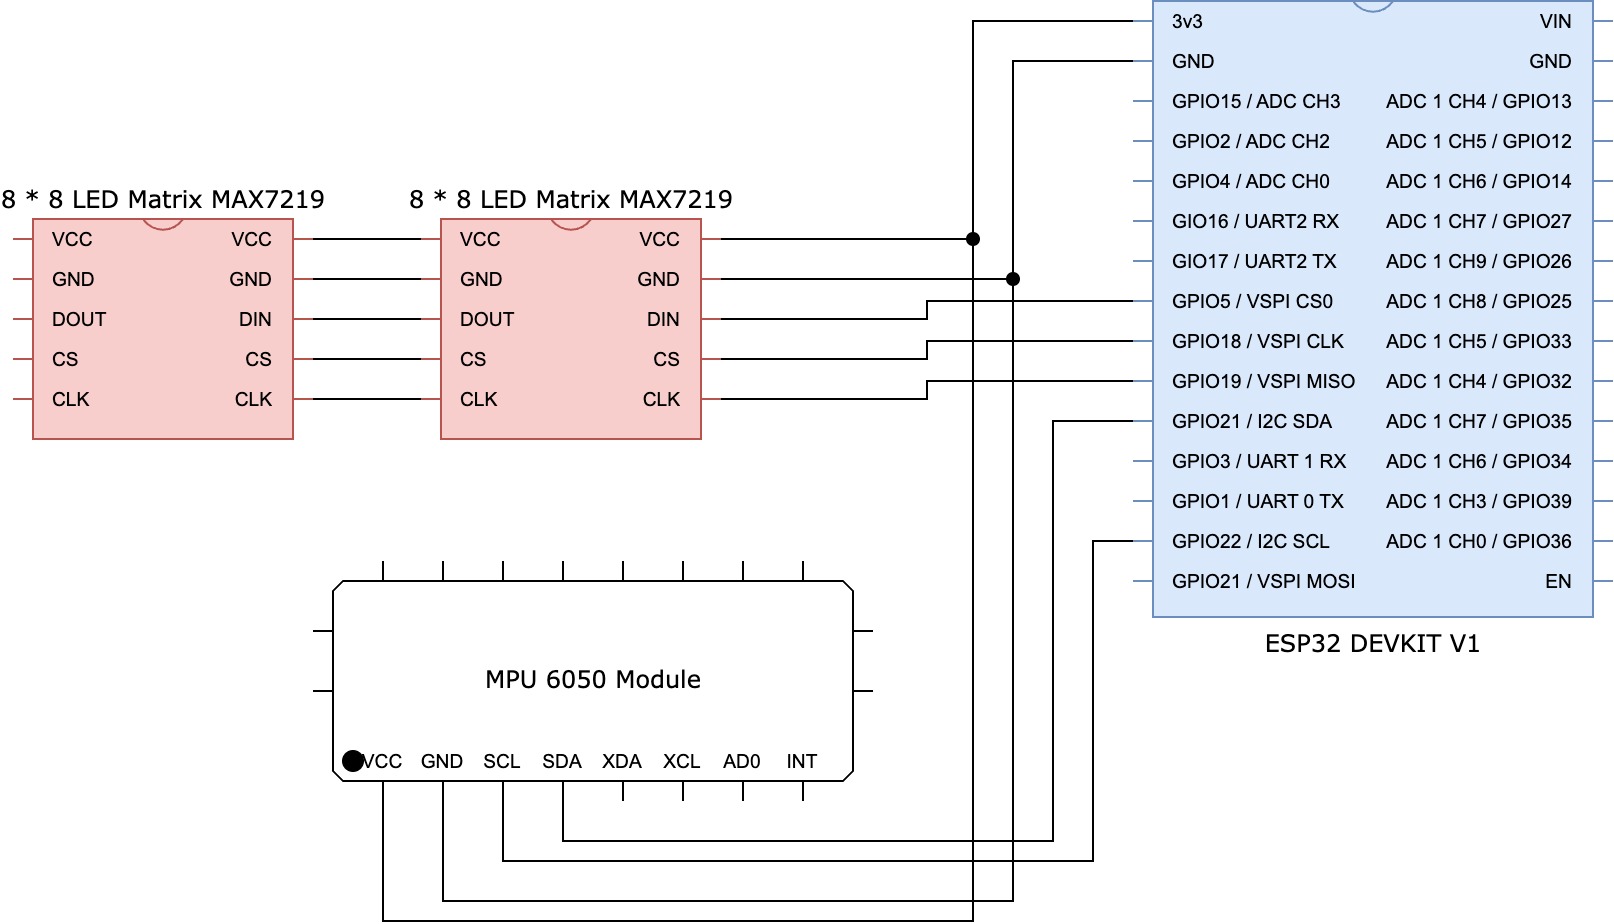 3v3 VIN
GND GND
GPIO15 / ADC CH3 ADC 1 CH4 / GPIO13
GPIO2 / ADC CH2 ADC 1 CH5 / GPIO12
GPIO4 / ADC CH0 ADC 1 CH6 / GPIO14
GIO16 / UART2 RX ADC 1 CH7 / GPIO27
GIO17 / UART2 TX ADC 1 CH9 / GPIO26
GPIO5 / VSPI CS0 ADC 1 CH8 / GPIO25
GPIO18 / VSPI CLK ADC 1 CH5 / GPIO33
GPIO19 / VSPI MISO ADC 1 CH4 / GPIO32
GPIO21 / I2C SDA ADC 1 CH7 / GPIO35
GPIO3 / UART 1 RX ADC 1 CH6 / GPIO34
GPIO1 / UART 0 TX ADC 1 CH3 / GPIO39
GPIO22 / I2C SCL ADC 1 CH0 / GPIO36
GPIO21 / VSPI MOSI EN
ESP32 DEVKIT V1
8 * 8 LED Matrix MAX7219
VCC VCC
GND GND
DOUT DIN
CS CS
CLK CLK
8 * 8 LED Matrix MAX7219
VCC VCC
GND GND
DOUT DIN
CS CS
CLK CLK
MPU 6050 Module
VCC GND SCL SDA XDA XCL AD0 INT